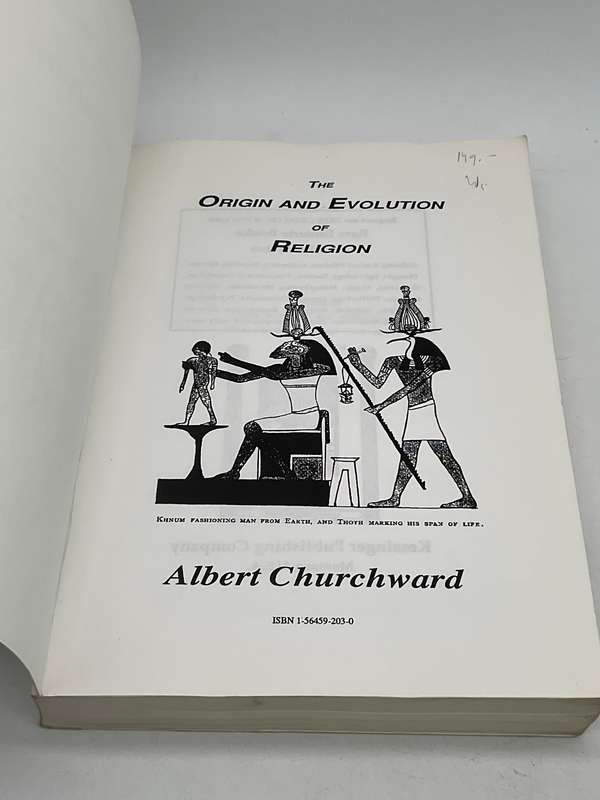 149.-
THE
ORIGIN AND EVOLUTION
OF
RELIGION
KHNUM FASHIONING MAN FROM EARTH, AND THOTH MARKING HIS SPAN OF LIFE.
Kessinger Publishing Company
Albert Churchward
ISBN 1-56459-203-0